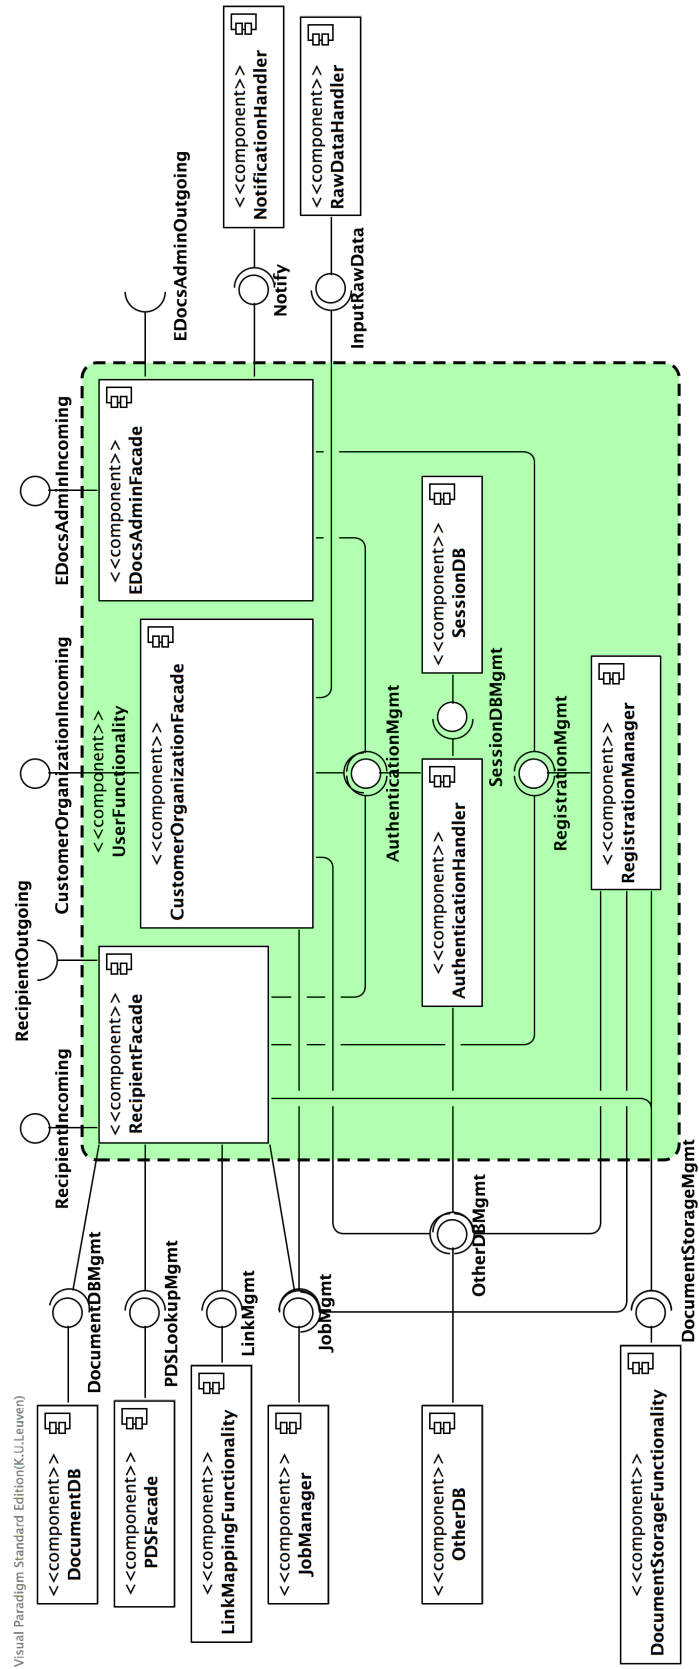 Visual Paradigm Standard Edition(K.U.Leuven)
<<component>>
DocumentDB
<<component>>
PDSFacade
<<component>>
LinkMappingFunctionality
<<component>>
JobManager
<<component>>
OtherDB
<<component>>
DocumentStorageFunctionality
DocumentDBMgmt
PDSLookupMgmt
LinkMgmt
JobMgmt
OtherDBMgmt
DocumentStorageMgmt
RecipientIncoming
RecipientOutgoing
CustomerOrganizationIncoming
EDocsAdminIncoming
<<component>>
UserFunctionality
<<component>>
RecipientFacade
<<component>>
CustomerOrganizationFacade
<<component>>
EDocsAdminFacade
AuthenticationMgmt
<<component>>
AuthenticationHandler
SessionDBMgmt
<<component>>
SessionDB
RegistrationMgmt
<<component>>
RegistrationManager
EDocsAdminOutgoing
Notify
InputRawData
<<component>>
NotificationHandler
<<component>>
RawDataHandler